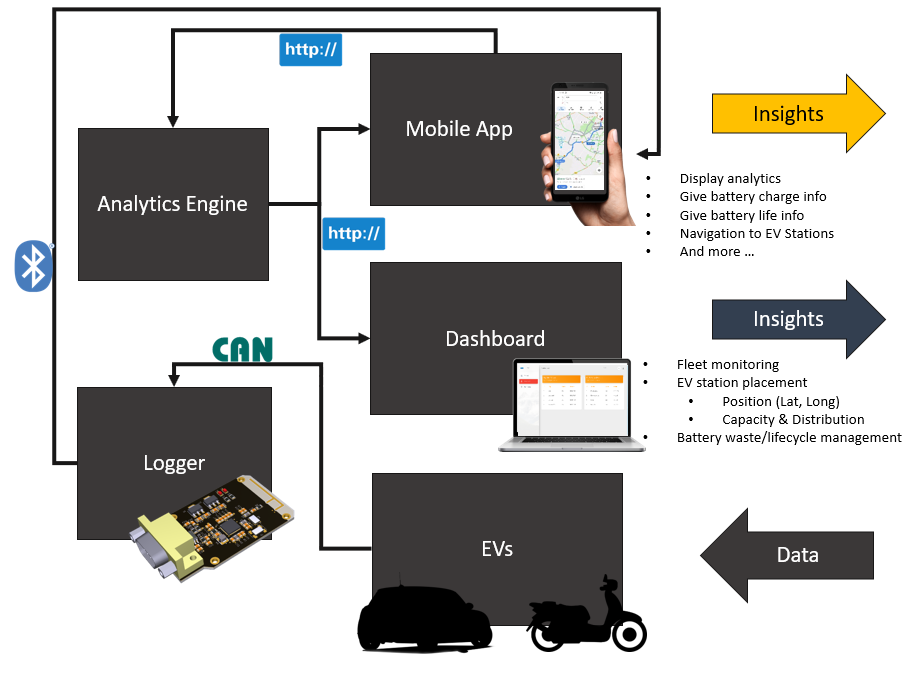 http://
Mobile App
Insights
Analytics Engine
• Display analytics
• Give battery charge info
• Give battery life info
• Navigation to EV Stations
• And more ...
http://
Dashboard
Insights
CAN
• Fleet monitoring
• EV station placement
• Position (Lat, Long)
• Capacity & Distribution
• Battery waste/lifecycle management
Logger
EVs
Data